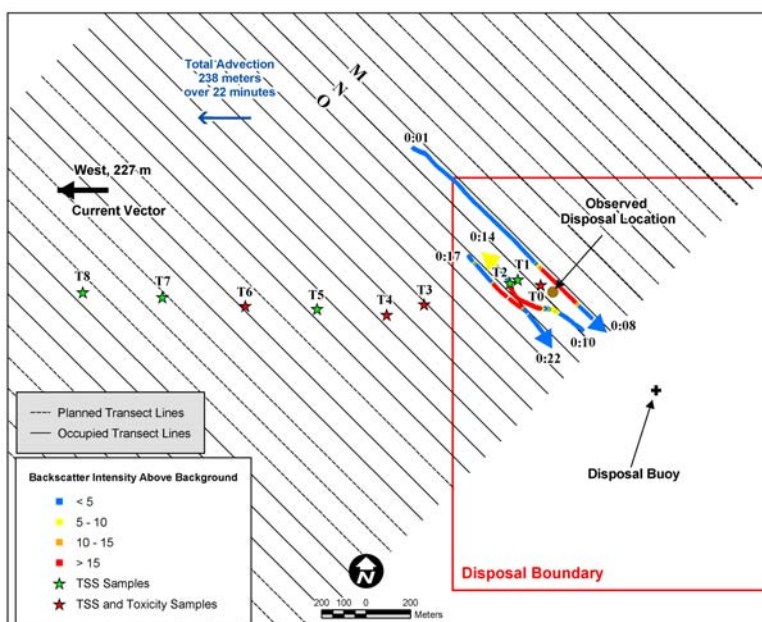 Total Advection
238 meters
over 22 minutes
M
N
O
0:01
West, 227 m
Current Vector
Observed
Disposal Location
0:14
0:17
T8
T7
T6
T5
T4
T3
T2
T1
T0
0:08
0:10
0:22
Planned Transect Lines
Occupied Transect Lines
Disposal Buoy
Backscatter Intensity Above Background
< 5
5 - 10
10 - 15
> 15
TSS Samples
TSS and Toxicity Samples
N
200 100 0 200
Meters
Disposal Boundary